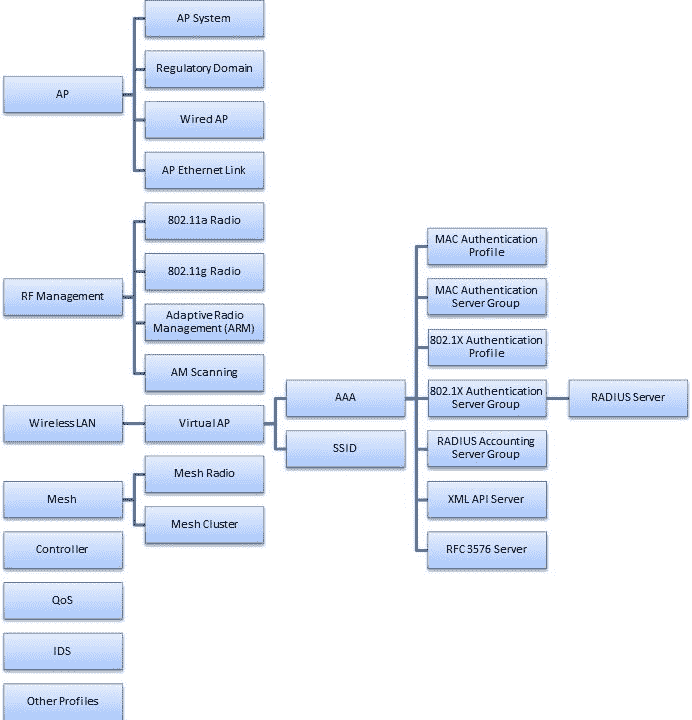 AP
AP System
Regulatory Domain
Wired AP
AP Ethernet Link
RF Management
802.11a Radio
802.11g Radio
Adaptive Radio
Management (ARM)
AM Scanning
Wireless LAN
Virtual AP
AAA
MAC Authentication
Profile
MAC Authentication
Server Group
802.1X Authentication
Profile
802.1X Authentication
Server Group
RADIUS Server
RADIUS Accounting
Server Group
XML API Server
RFC 3576 Server
SSID
Mesh
Mesh Radio
Mesh Cluster
Controller
QoS
IDS
Other Profiles